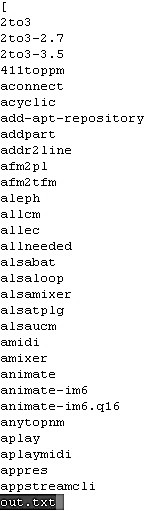 [
2to3
2to3-2.7
2to3-3.5
411toppm
aconnect
acyclic
add-apt-repository
addpart
addr2line
afm2pl
afm2tfm
aleph
allcm
allec
allneeded
alsabat
alsaloop
alsamixer
alsatplg
alsaucm
amidi
amixer
animate
animate-im6
animate-im6.q16
anytopnm
aplay
aplaymidi
appres
appstreamcli
out.txt